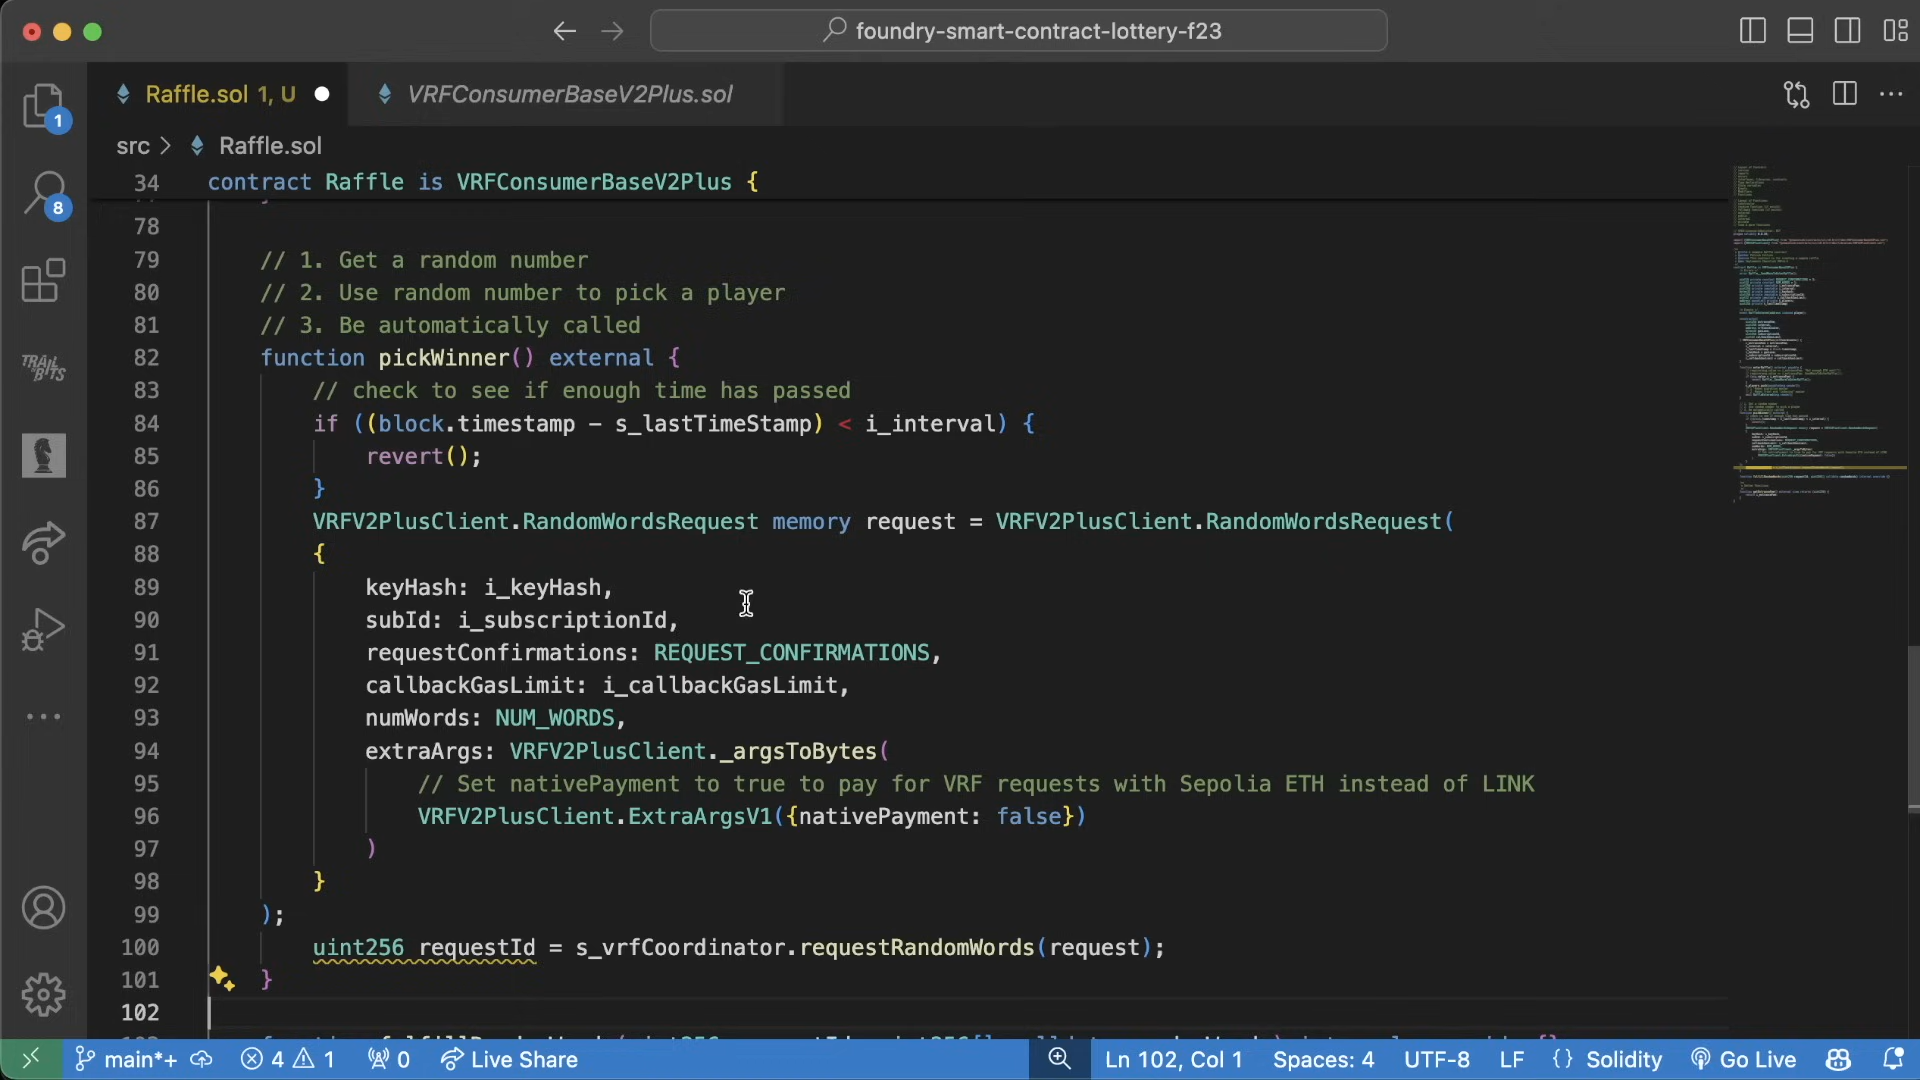 foundry-smart-contract-lottery-f23
Raffle.sol 1, U
VRFConsumerBaseV2Plus.sol
src > Raffle.sol
1
8
TRAIL of BITS
34 contract Raffle is VRFConsumerBaseV2Plus {
78
79 // 1. Get a random number
80 // 2. Use random number to pick a player
81 // 3. Be automatically called
82 function pickWinner() external {
83 // check to see if enough time has passed
84 if ((block.timestamp - s_lastTimeStamp) < i_interval) {
85 revert();
86 }
87 VRFV2PlusClient.RandomWordsRequest memory request = VRFV2PlusClient.RandomWordsRequest(
88 {
89 keyHash: i_keyHash,
90 subId: i_subscriptionId,
91 requestConfirmations: REQUEST_CONFIRMATIONS,
92 callbackGasLimit: i_callbackGasLimit,
93 numWords: NUM_WORDS,
94 extraArgs: VRFV2PlusClient._argsToBytes(
95 // Set nativePayment to true to pay for VRF requests with Sepolia ETH instead of LINK
96 VRFV2PlusClient.ExtraArgsV1({nativePayment: false})
97 )
98 }
99 );
100 uint256 requestId = s_vrfCoordinator.requestRandomWords(request);
101 }
102
main*+ 4 1 0 Live Share Ln 102, Col 1 Spaces: 4 UTF-8 LF {} Solidity Go Live